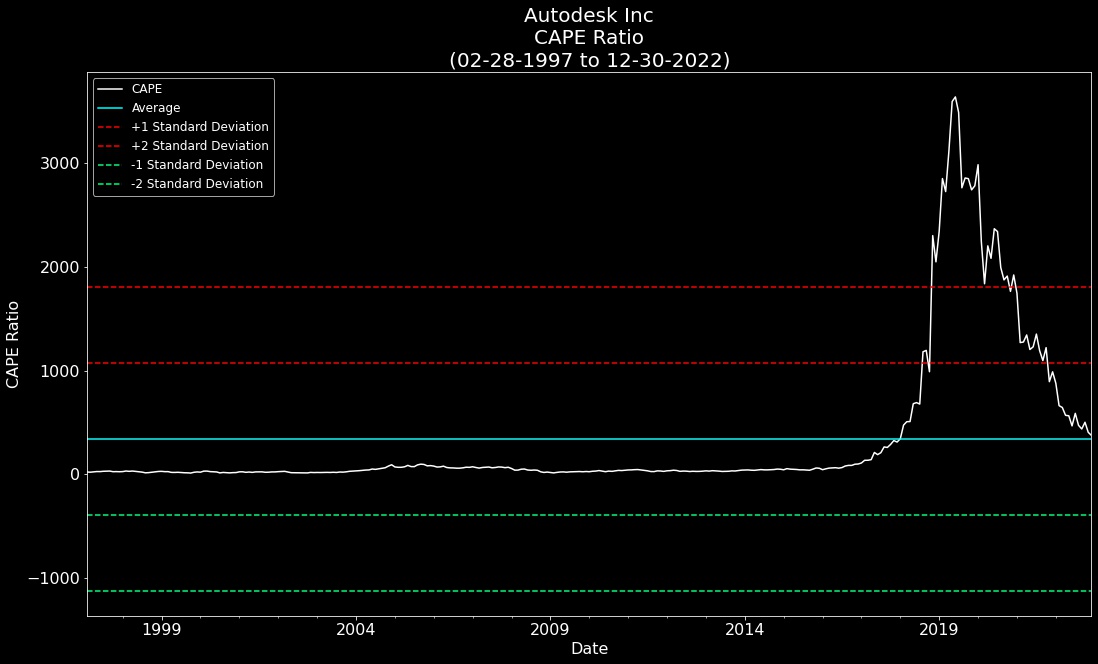 Autodesk Inc
CAPE Ratio
(02-28-1997 to 12-30-2022)
CAPE
Average
+1 Standard Deviation
+2 Standard Deviation
-1 Standard Deviation
-2 Standard Deviation
CAPE Ratio
3000
2000
1000
0
−1000
1999
2004
2009
2014
2019
Date